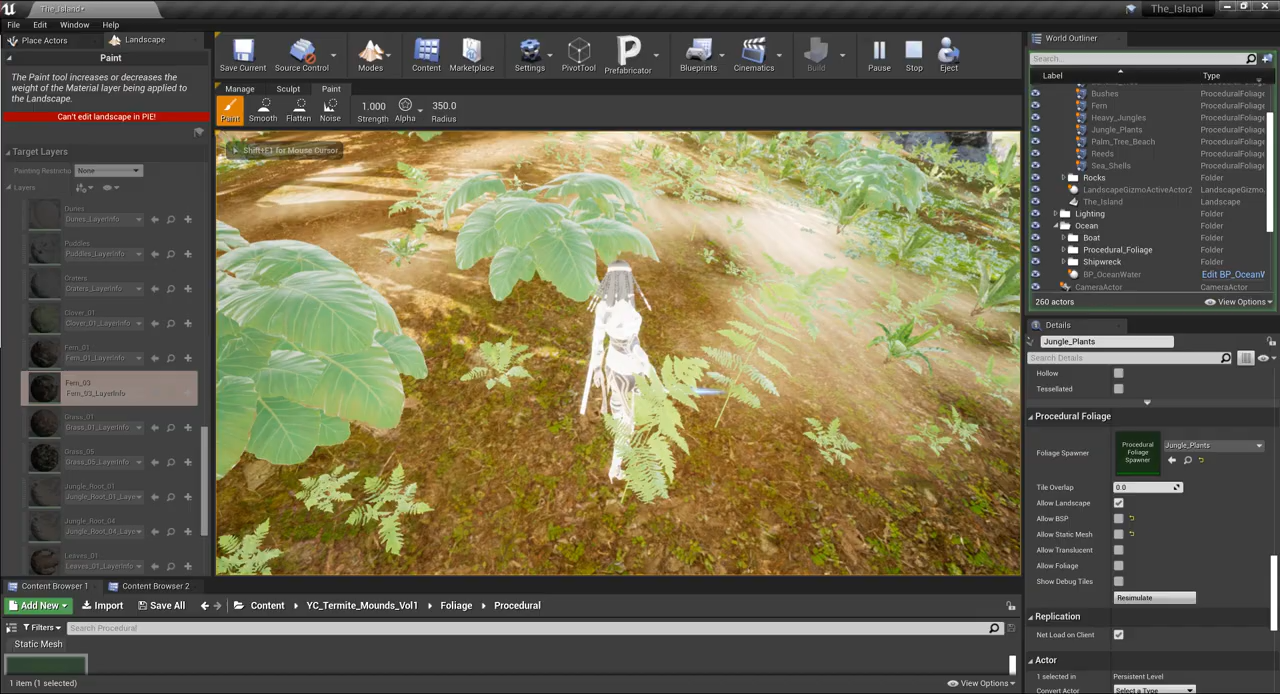 The_Island*
The_Island
File Edit Window Help
Place Actors
Landscape
Paint
The Paint tool increases or decreases the
weight of the Material layer being applied to
the Landscape.
Can't edit landscape in PIE!
Target Layers
Painting Restrictio None
Layers
Dunes
Dunes_LayerInfo
Puddles
Puddles_LayerInfo
Craters
Craters_LayerInfo
Clover_01
Clover_01_LayerInfo
Fern_01
Fern_01_LayerInfo
Fern_03
Fern_03_LayerInfo
Grass_01
Grass_01_LayerInfo
Grass_05
Grass_05_LayerInfo
Jungle_Root_01
Jungle_Root_01_Laye
Jungle_Root_04
Jungle_Root_04_Laye
Leaves_01
Leaves_01_LayerInfo
Save Current
Source Control
Modes
Content
Marketplace
Settings
PivotTool
Prefabricator
Blueprints
Cinematics
Build
Pause
Stop
Eject
Manage Sculpt Paint
Paint
Smooth
Flatten
Noise
1.000
Strength
Alpha
350.0
Radius
Shift+F1 for Mouse Cursor
World Outliner
Search...
Label Type
Bushes ProceduralFoliage
Fern ProceduralFoliage
Heavy_Jungles ProceduralFoliage
Jungle_Plants ProceduralFoliage
Palm_Tree_Beach ProceduralFoliage
Reeds ProceduralFoliage
Sea_Shells ProceduralFoliage
Rocks Folder
LandscapeGizmoActiveActor2 LandscapeGizmo
The_Island Landscape
Lighting Folder
Ocean Folder
Boat Folder
Procedural_Foliage Folder
Shipwreck Folder
BP_OceanWater Edit BP_OceanW
CameraActor CameraActor
260 actors
View Options
Details
Jungle_Plants
Search Details
Hollow
Tessellated
Procedural Foliage
Foliage Spawner
Procedural
Foliage
Spawner
Jungle_Plants
Tile Overlap 0.0
Allow Landscape
Allow BSP
Allow Static Mesh
Allow Translucent
Allow Foliage
Show Debug Tiles
Resimulate
Replication
Net Load on Client
Actor
1 selected in Persistent Level
Convert Actor Select a Type
Content Browser 1
Content Browser 2
Add New
Import
Save All
Content
YC_Termite_Mounds_Vol1
Foliage
Procedural
Filters
Search Procedural
Static Mesh
1 item (1 selected)
View Options